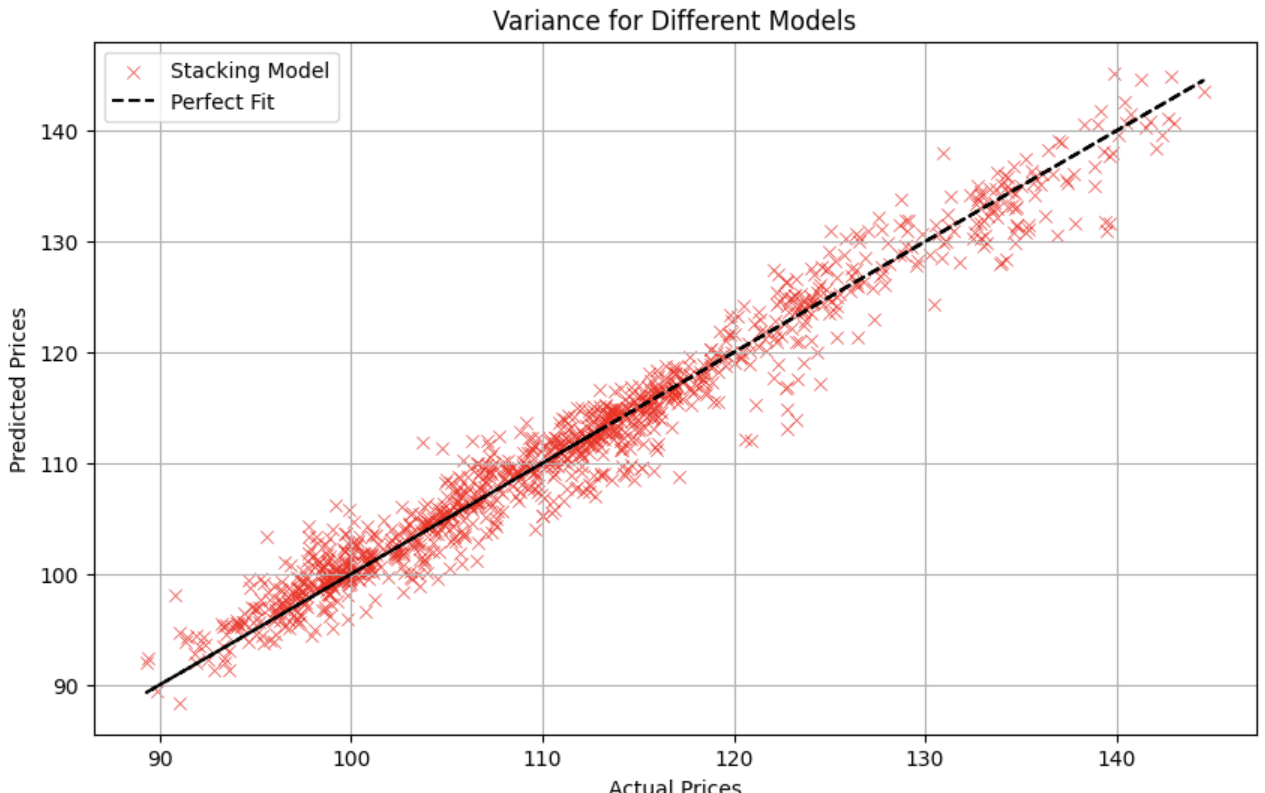 Variance for Different Models
Stacking Model
Perfect Fit
Predicted Prices
140
130
120
110
100
90
90 100 110 120 130 140
Actual Prices